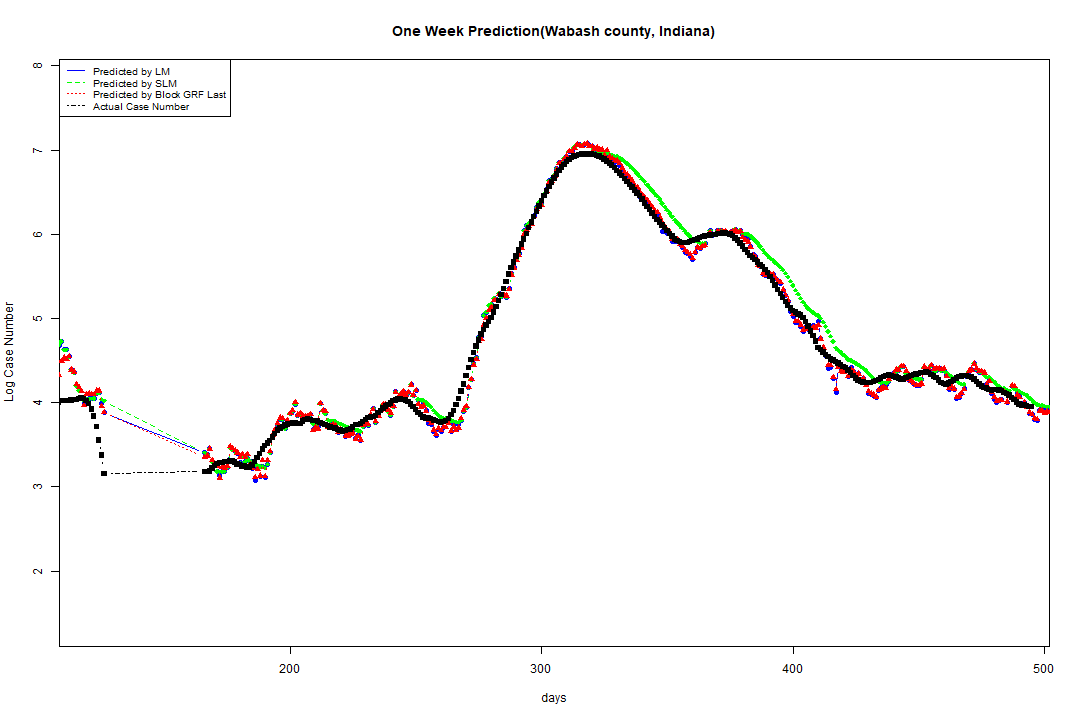 One Week Prediction(Wabash county, Indiana)
Predicted by LM
Predicted by SLM
Predicted by Block GRF Last
Actual Case Number
8
7
6
5
4
3
2
Log Case Number
200
300
400
500
days